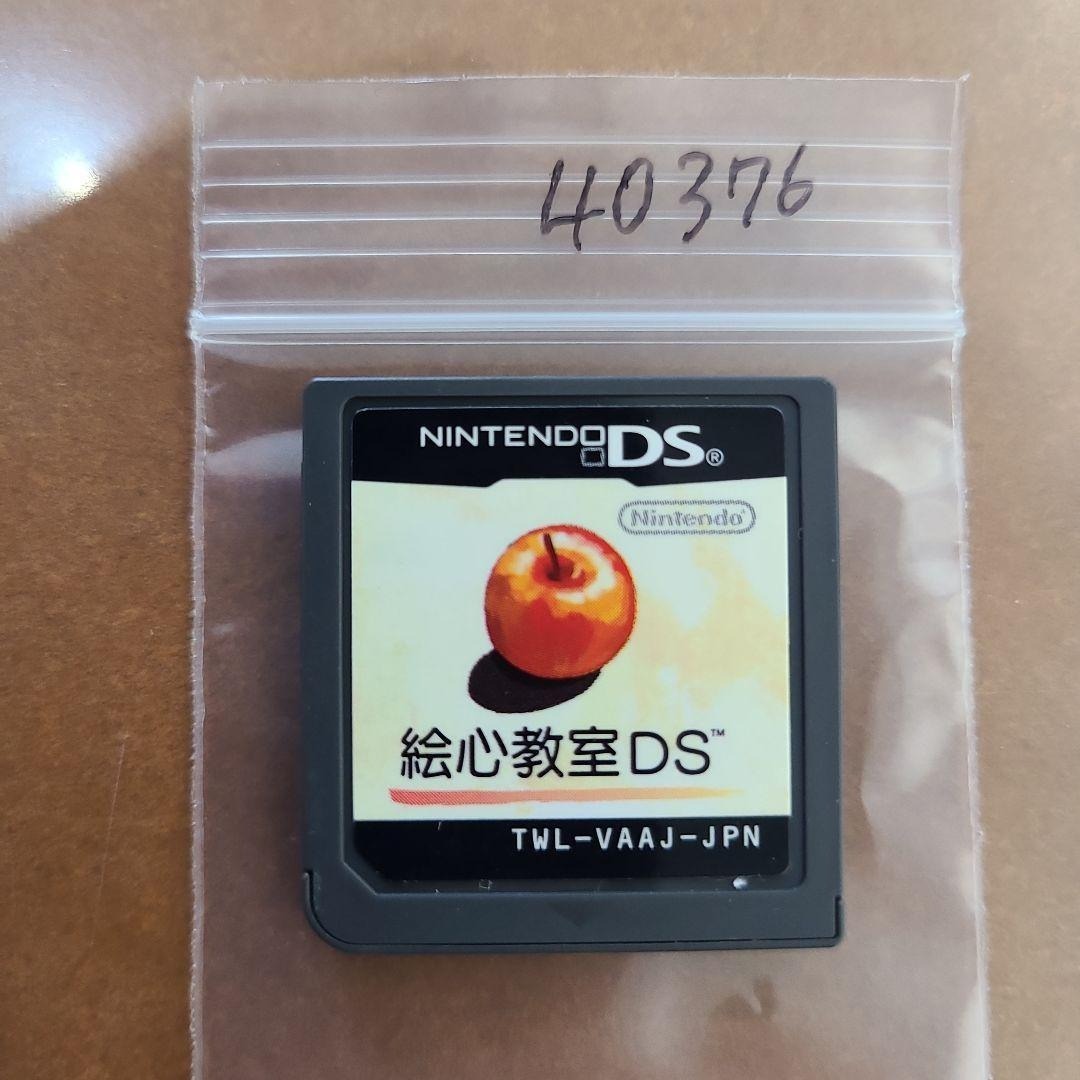 40376
NINTENDO DS®
Nintendo®
絵心教室DS™
TWL-VAAJ-JPN